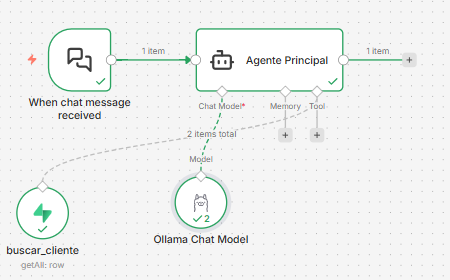 1 item
1 item
Agente Principal
When chat message
received
Chat Model*
Memory
Tool
+
+
+
2 items total
Model
2
buscar_cliente
getAll: row
Ollama Chat Model